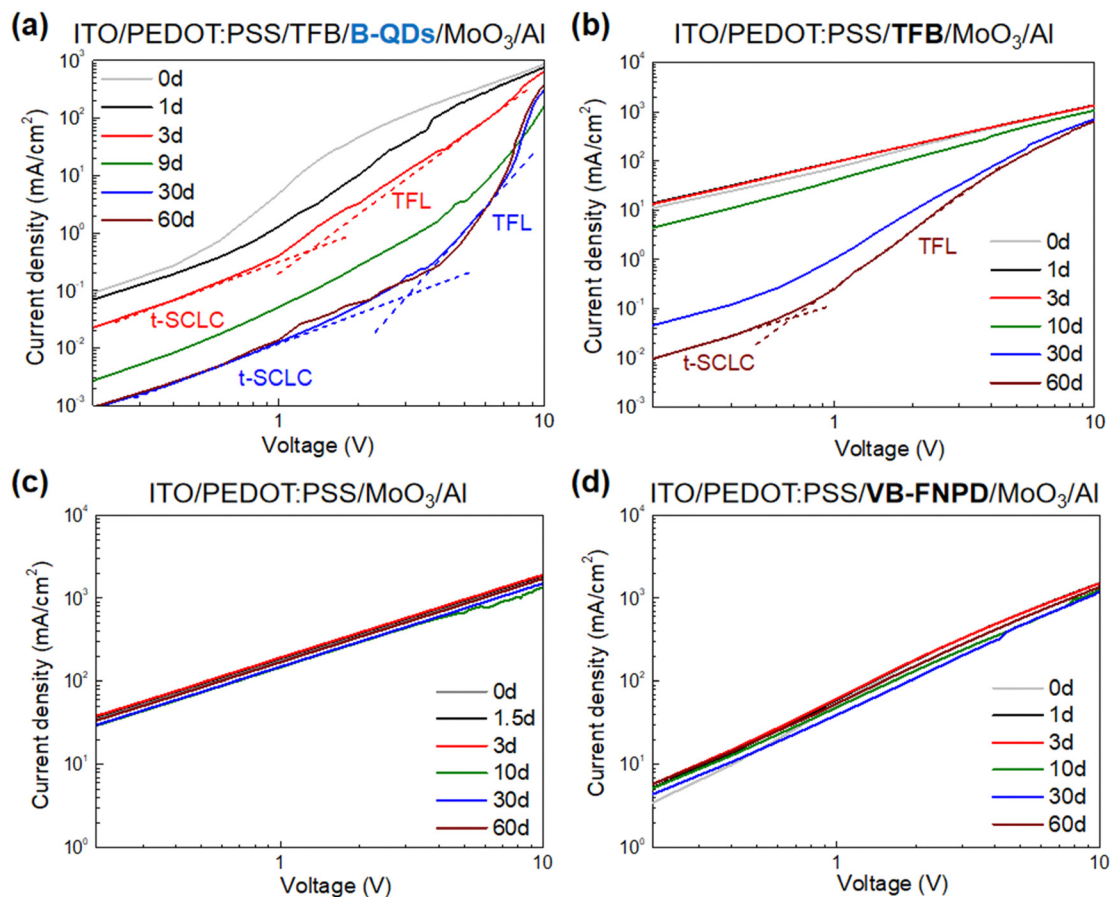 (a) ITO/PEDOT:PSS/TFB/B-QDs/MoO₃/Al
10³
10²
10¹
10⁰
10⁻¹
10⁻²
10⁻³
Current density (mA/cm²)
0d
1d
3d
9d
30d
60d
TFL
TFL
t-SCLC
t-SCLC
1
10
Voltage (V)
(b) ITO/PEDOT:PSS/TFB/MoO₃/Al
10⁴
10³
10²
10¹
10⁰
10⁻¹
10⁻²
10⁻³
Current density (mA/cm²)
TFL
t-SCLC
0d
1d
3d
10d
30d
60d
1
10
Voltage (V)
(c) ITO/PEDOT:PSS/MoO₃/Al
10⁴
10³
10²
10¹
10⁰
Current density (mA/cm²)
0d
1.5d
3d
10d
30d
60d
1
10
Voltage (V)
(d) ITO/PEDOT:PSS/VB-FNPD/MoO₃/Al
10⁴
10³
10²
10¹
10⁰
Current density (mA/cm²)
0d
1d
3d
10d
30d
60d
1
10
Voltage (V)